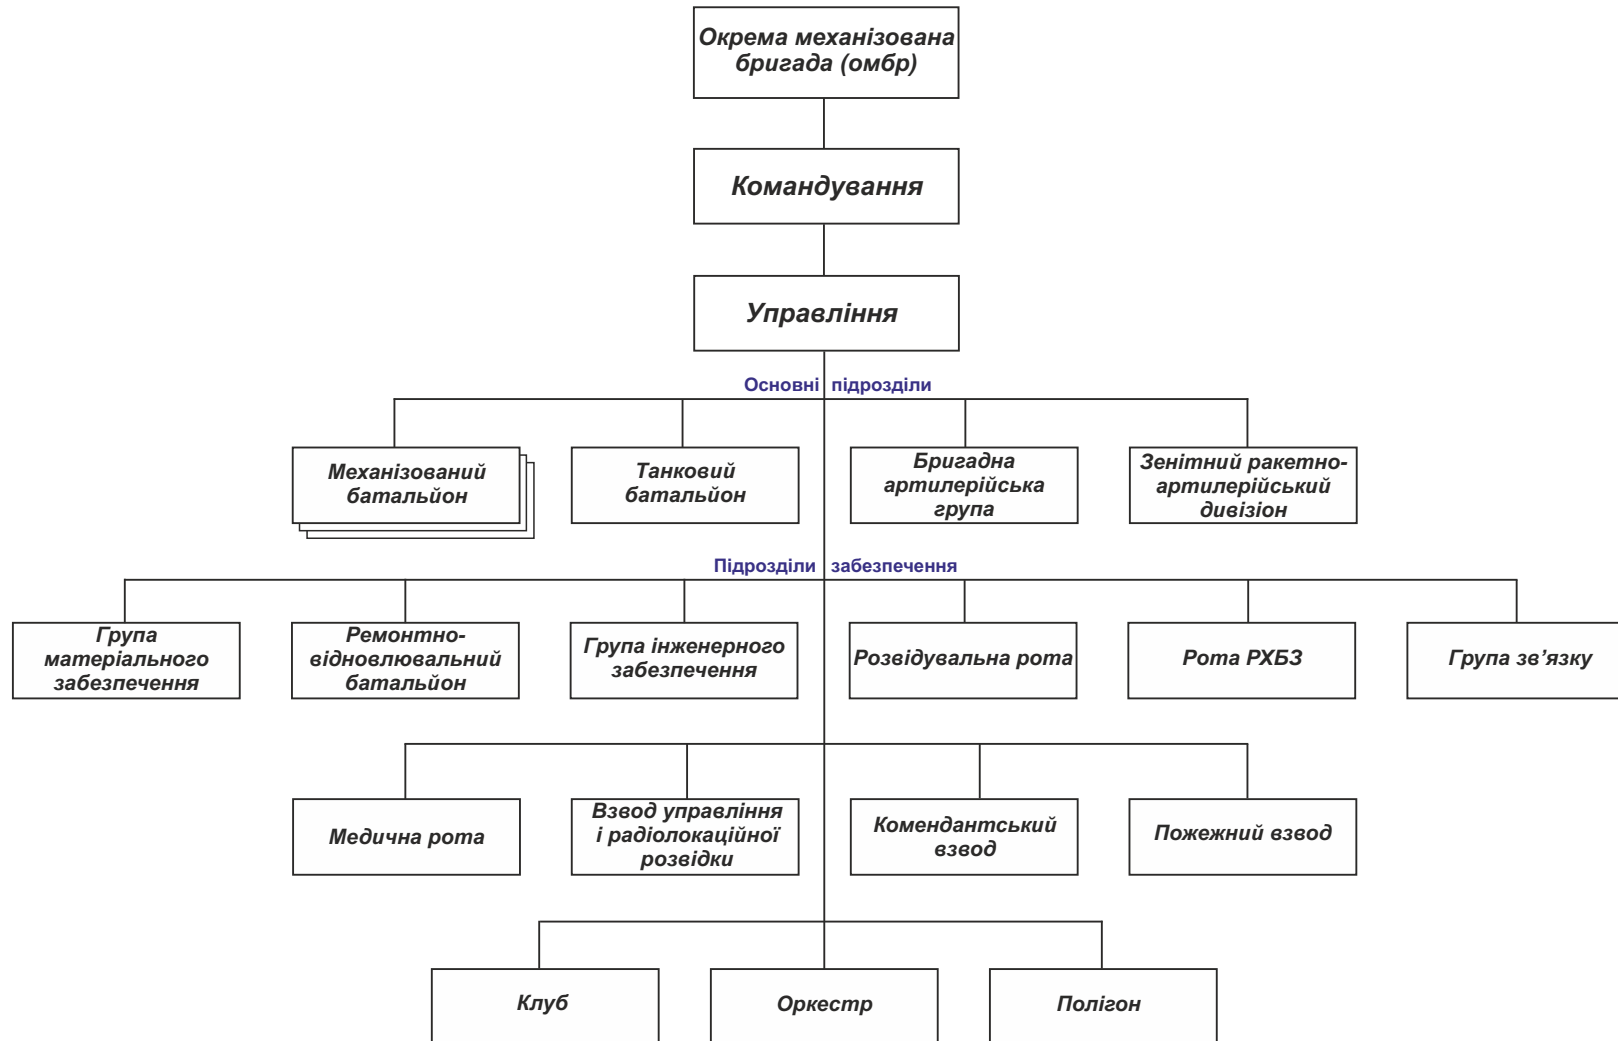 Окрема механізована
бригада (омбр)
Командування
Управління
Основні підрозділи
Механізований
батальйон
Танковий
батальйон
Бригадна
артилерійська
група
Зенітний ракетно-
артилерійський
дивізіон
Підрозділи забезпечення
Група
матеріального
забезпечення
Ремонтно-
відновлювальний
батальйон
Група інженерного
забезпечення
Розвідувальна рота
Рота РХБЗ
Група зв’язку
Медична рота
Взвод управління
і радіолокаційної
розвідки
Комендантський
взвод
Пожежний взвод
Клуб
Оркестр
Полігон